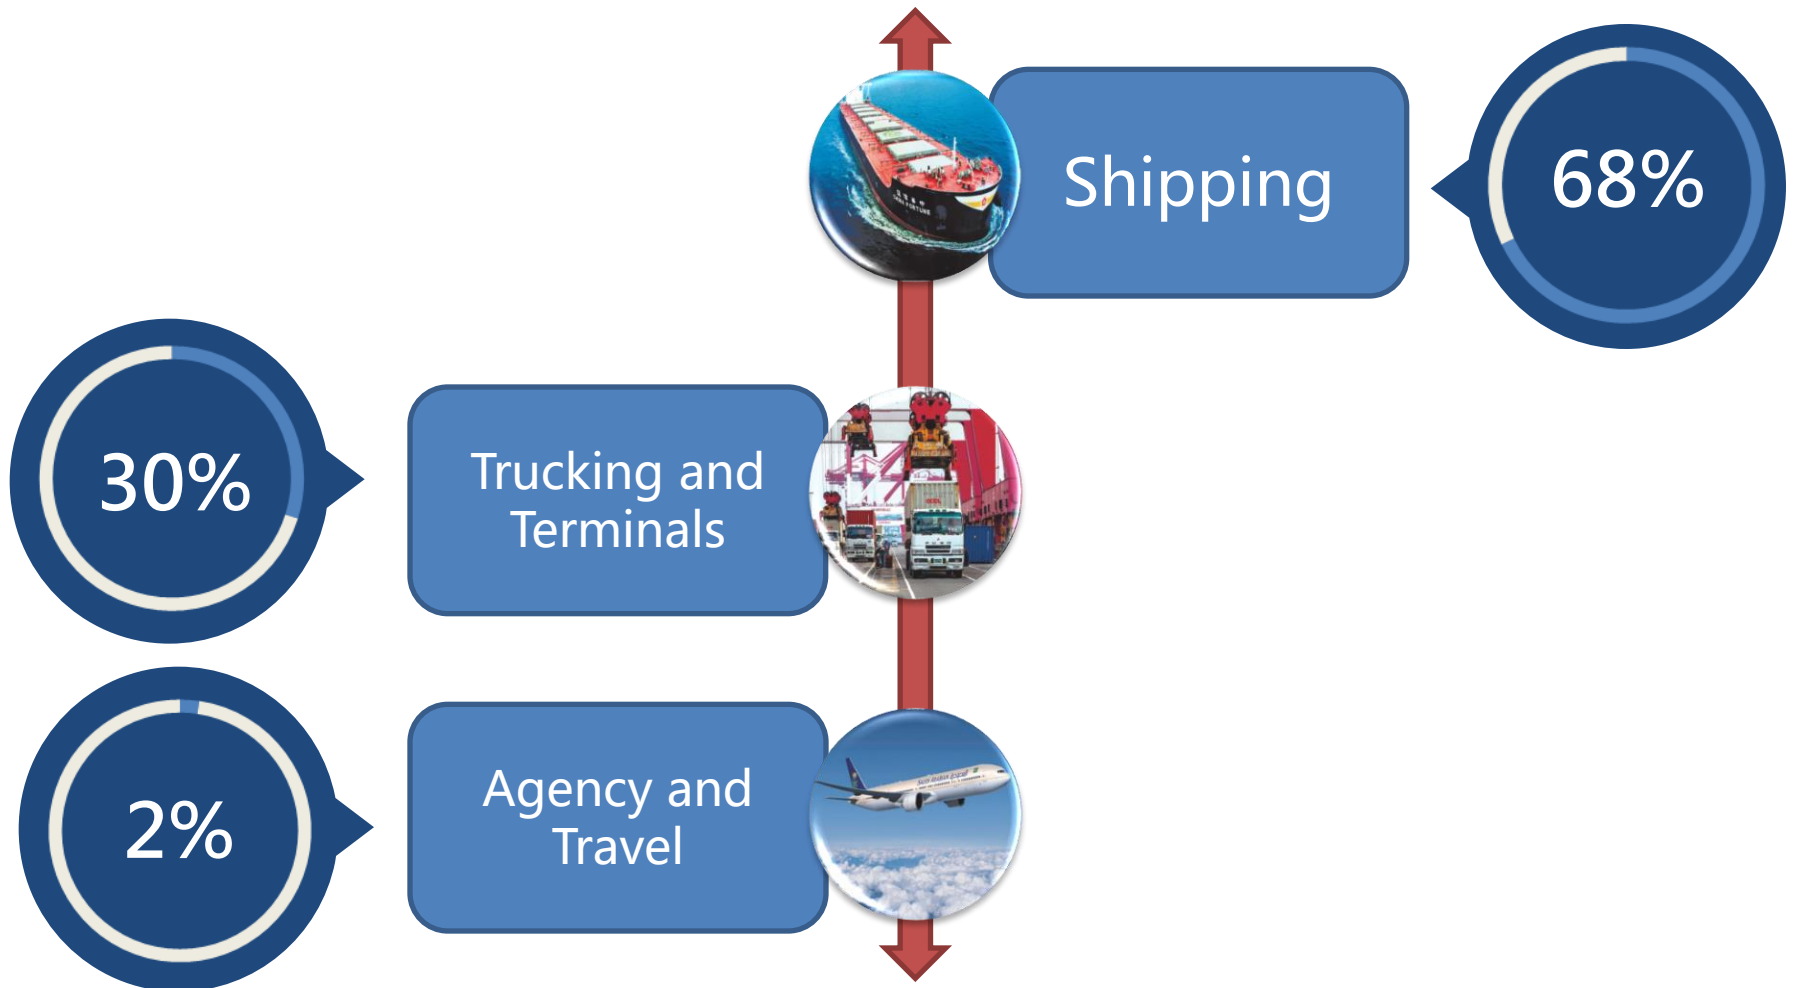 Shipping
68%
30%
Trucking and
Terminals
2%
Agency and
Travel